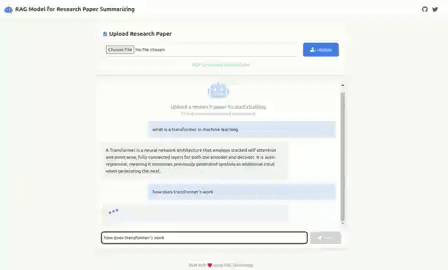 RAG Model for Research Paper Summarizing
Upload Research Paper
Choose File No file chosen
Upload
Upload a research paper to start chatting
what is a transformer in machine learning
A Transformer is a neural network architecture that employs stacked self-attention
and point-wise, fully connected layers for both the encoder and decoder. It is auto-
regressive, meaning it consumes previously generated symbols as additional input
when generating the next.
how does transformer's work
how does transformer's work
Built with using RAG Technology